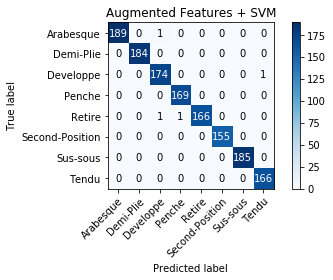 Augmented Features + SVM
True label
Arabesque 189 0 1 0 0 0 0 0
Demi-Plie 0 184 0 0 0 0 0 0
Developpe 0 0 174 0 0 0 0 1
Penche 0 0 0 169 0 0 0 0
Retire 0 0 1 1 166 0 0 0
Second-Position 0 0 0 0 0 155 0 0
Sus-sous 0 0 0 0 0 0 185 0
Tendu 0 0 0 0 0 0 0 166
Arabesque
Demi-Plie
Developpe
Penche
Retire
Second-Position
Sus-sous
Tendu
Predicted label
175
150
125
100
75
50
25
0